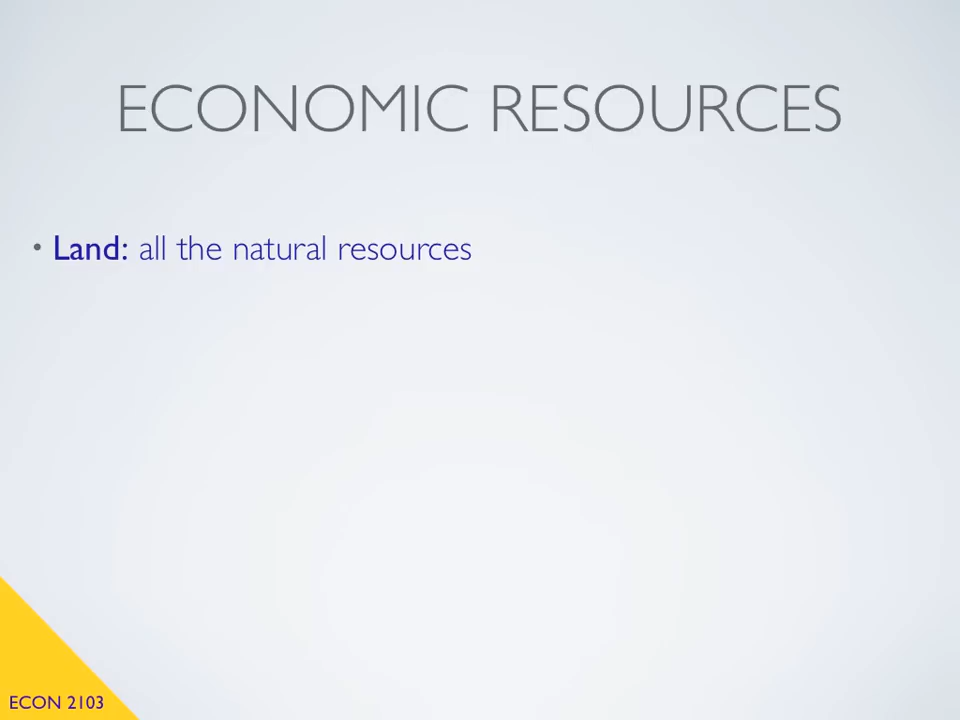 ECONOMIC RESOURCES
• Land: all the natural resources
ECON 2103